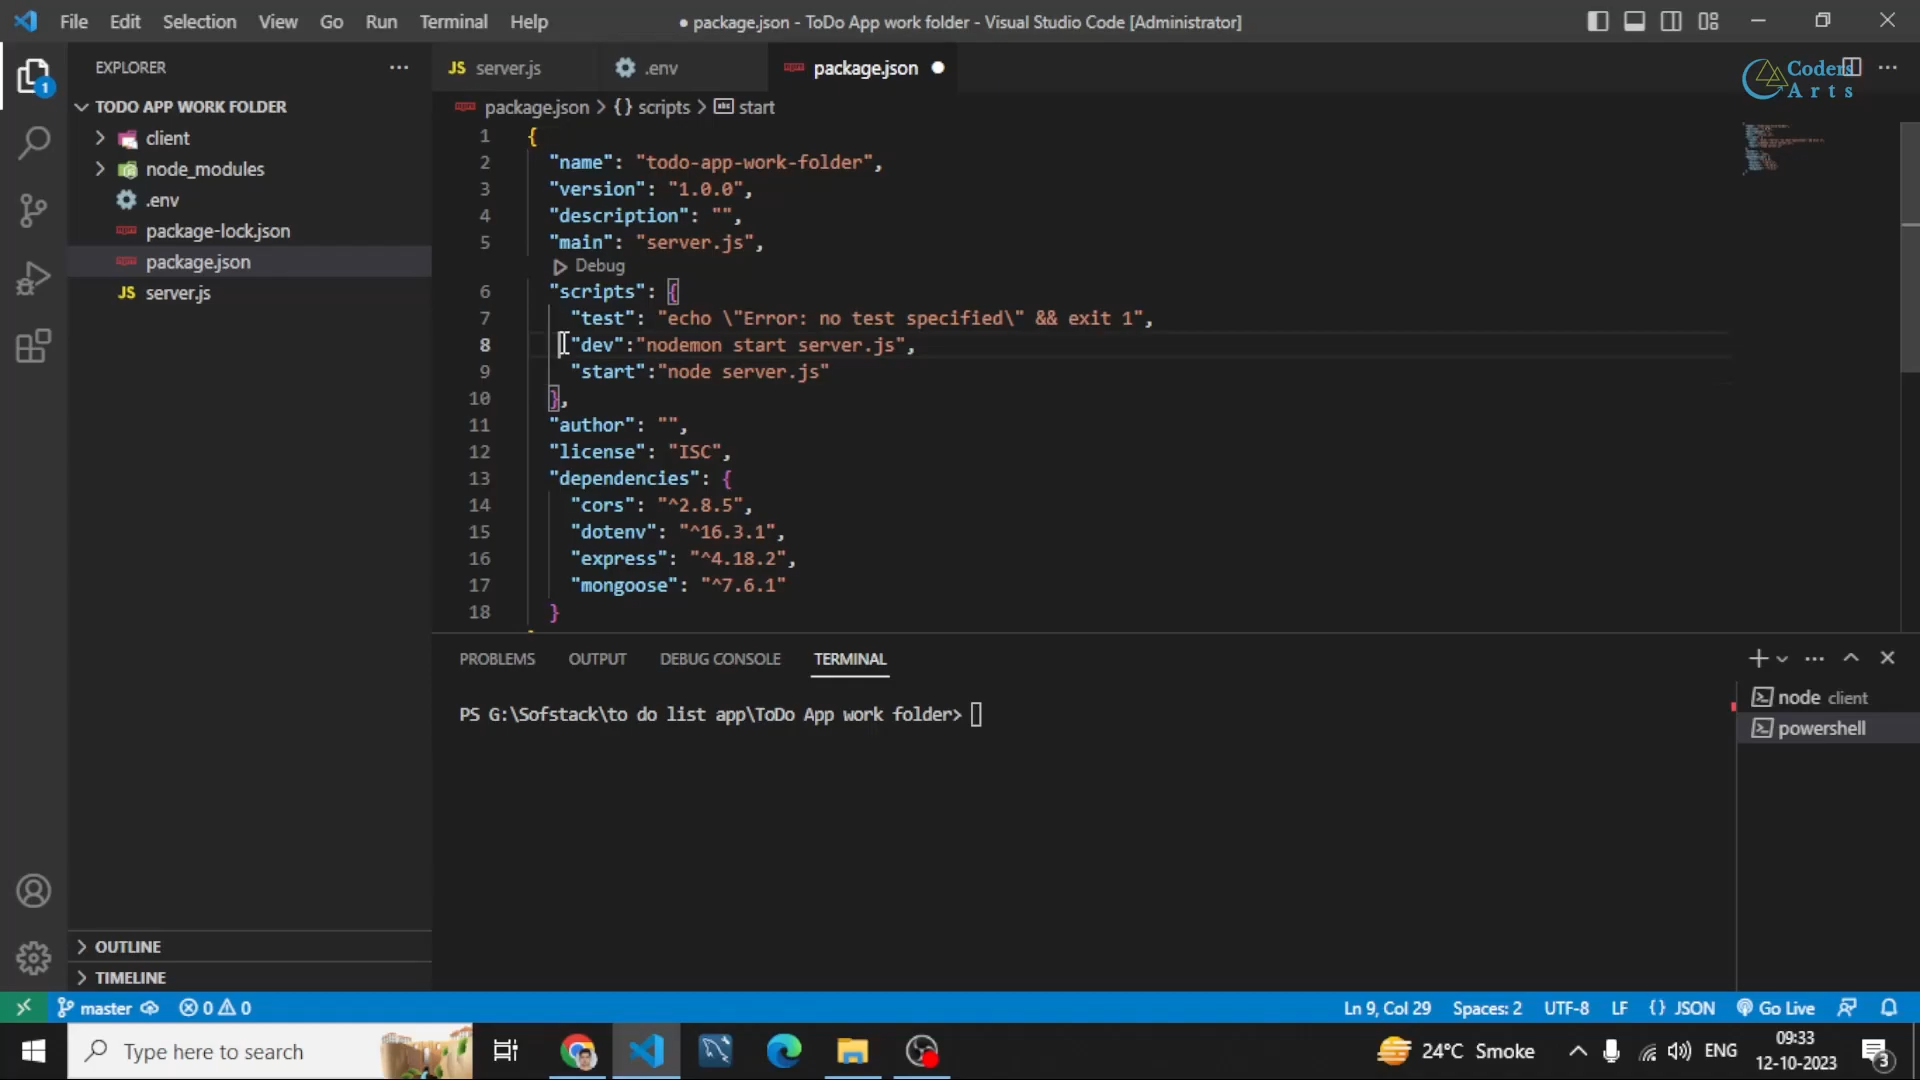 File Edit Selection View Go Run Terminal Help
● package.json - ToDo App work folder - Visual Studio Code [Administrator]
EXPLORER
JS server.js
.env
package.json
Coders
Arts
TODO APP WORK FOLDER
package.json > {} scripts > abc start
1
client
node_modules
.env
package-lock.json
package.json
JS server.js
1 {
2 "name": "todo-app-work-folder",
3 "version": "1.0.0",
4 "description": "",
5 "main": "server.js",
Debug
6 "scripts": {
7 "test": "echo \"Error: no test specified\" && exit 1",
8 "dev":"nodemon start server.js",
9 "start":"node server.js"
10 },
11 "author": "",
12 "license": "ISC",
13 "dependencies": {
14 "cors": "^2.8.5",
15 "dotenv": "^16.3.1",
16 "express": "^4.18.2",
17 "mongoose": "^7.6.1"
18 }
PROBLEMS OUTPUT DEBUG CONSOLE TERMINAL
PS G:\Sofstack\to do list app\ToDo App work folder>
node client
powershell
OUTLINE
TIMELINE
master 0 0
Ln 9, Col 29 Spaces: 2 UTF-8 LF {} JSON Go Live
Type here to search
24°C Smoke
ENG
09:33
12-10-2023
3